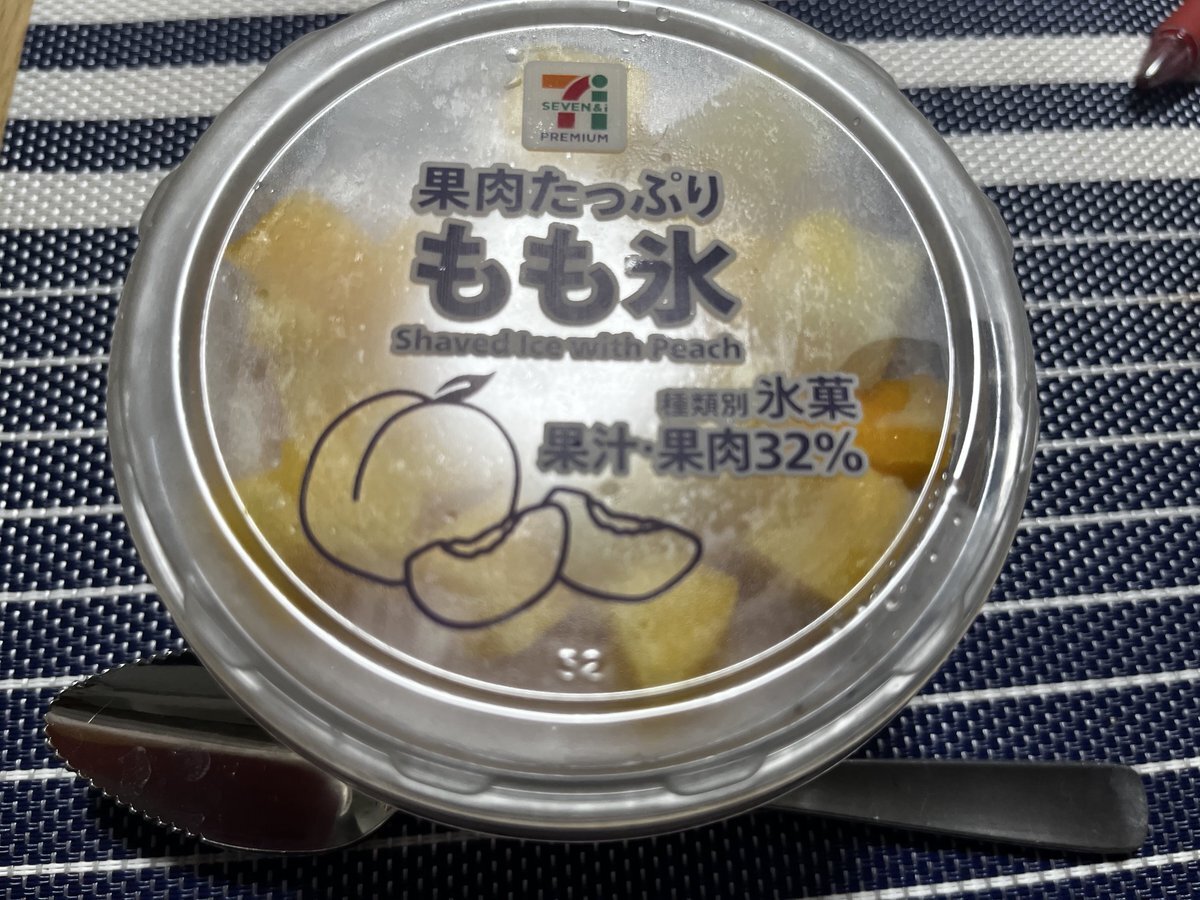 SEVEN&i
PREMIUM
果肉たっぷり
もも氷
Shaved Ice with Peach
種類別 氷菓
果汁・果肉32%
32